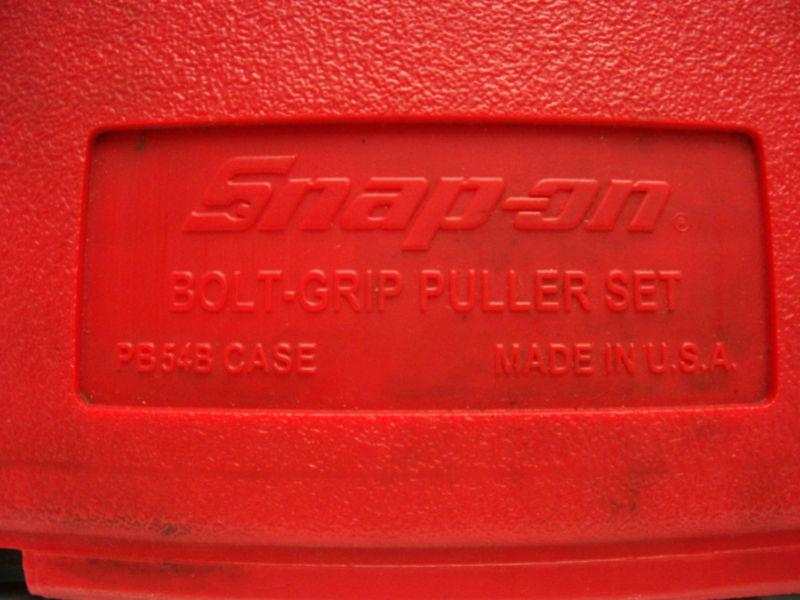 Snap-on®
BOLT-GRIP PULLER SET
PB54B CASE MADE IN U.S.A.